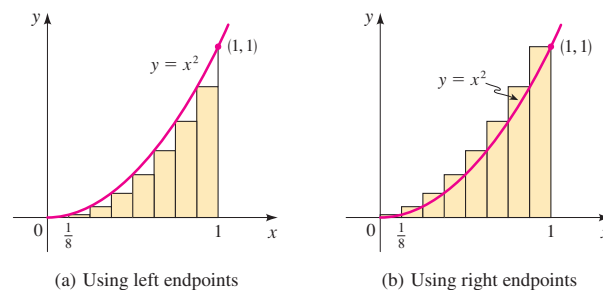 y
(1, 1)
y = x²
0
1/8
1
x
(a) Using left endpoints
y
(1, 1)
y = x²
0
1/8
1
x
(b) Using right endpoints